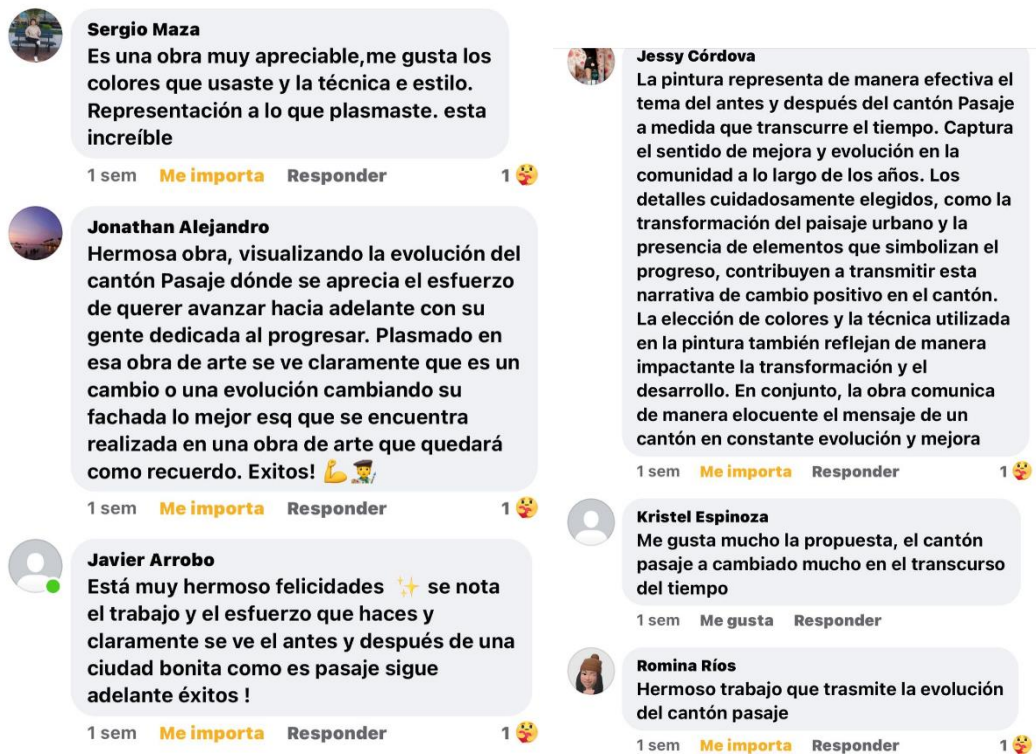 Sergio Maza
Es una obra muy apreciable,me gusta los
colores que usaste y la técnica e estilo.
Representación a lo que plasmaste. esta
increíble
1 sem Me importa Responder 1
Jonathan Alejandro
Hermosa obra, visualizando la evolución del
cantón Pasaje dónde se aprecia el esfuerzo
de querer avanzar hacia adelante con su
gente dedicada al progresar. Plasmado en
esa obra de arte se ve claramente que es un
cambio o una evolución cambiando su
fachada lo mejor esq que se encuentra
realizada en una obra de arte que quedará
como recuerdo. Exitos! 💪👨‍🎨
1 sem Me importa Responder 1
Javier Arrobo
Está muy hermoso felicidades ✨ se nota
el trabajo y el esfuerzo que haces y
claramente se ve el antes y después de una
ciudad bonita como es pasaje sigue
adelante éxitos !
1 sem Me importa Responder 1
Jessy Córdova
La pintura representa de manera efectiva el
tema del antes y después del cantón Pasaje
a medida que transcurre el tiempo. Captura
el sentido de mejora y evolución en la
comunidad a lo largo de los años. Los
detalles cuidadosamente elegidos, como la
transformación del paisaje urbano y la
presencia de elementos que simbolizan el
progreso, contribuyen a transmitir esta
narrativa de cambio positivo en el cantón.
La elección de colores y la técnica utilizada
en la pintura también reflejan de manera
impactante la transformación y el
desarrollo. En conjunto, la obra comunica
de manera elocuente el mensaje de un
cantón en constante evolución y mejora
1 sem Me importa Responder 1
Kristel Espinoza
Me gusta mucho la propuesta, el cantón
pasaje a cambiado mucho en el transcurso
del tiempo
1 sem Me gusta Responder
Romina Ríos
Hermoso trabajo que trasmite la evolución
del cantón pasaje
1 sem Me importa Responder 1